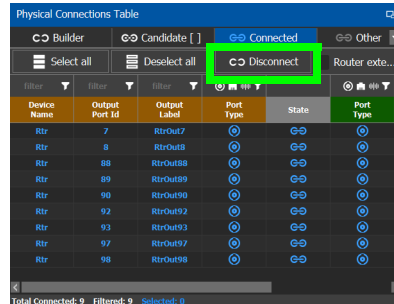 Physical Connections Table
Builder Candidate [ ] Connected Other
Select all Deselect all Disconnect Router exte...
filter filter filter
Device Name Output Port Id Output Label Port Type State Port Type
Rtr 7 RtrOut7
Rtr 8 RtrOut8
Rtr 88 RtrOut88
Rtr 89 RtrOut89
Rtr 90 RtrOut90
Rtr 92 RtrOut92
Rtr 93 RtrOut93
Rtr 97 RtrOut97
Rtr 98 RtrOut98
Total Connected: 9 Filtered: 9 Selected: 0